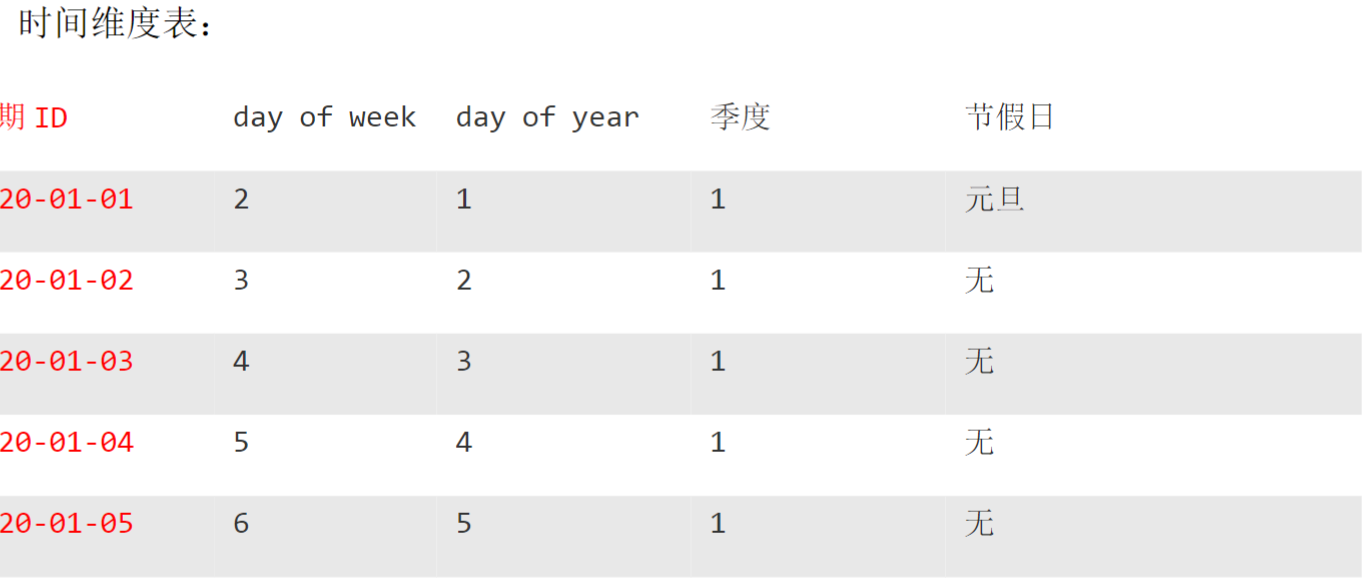 时间维度表：
期 ID day of week day of year 季度 节假日
20-01-01 2 1 1 元旦
20-01-02 3 2 1 无
20-01-03 4 3 1 无
20-01-04 5 4 1 无
20-01-05 6 5 1 无